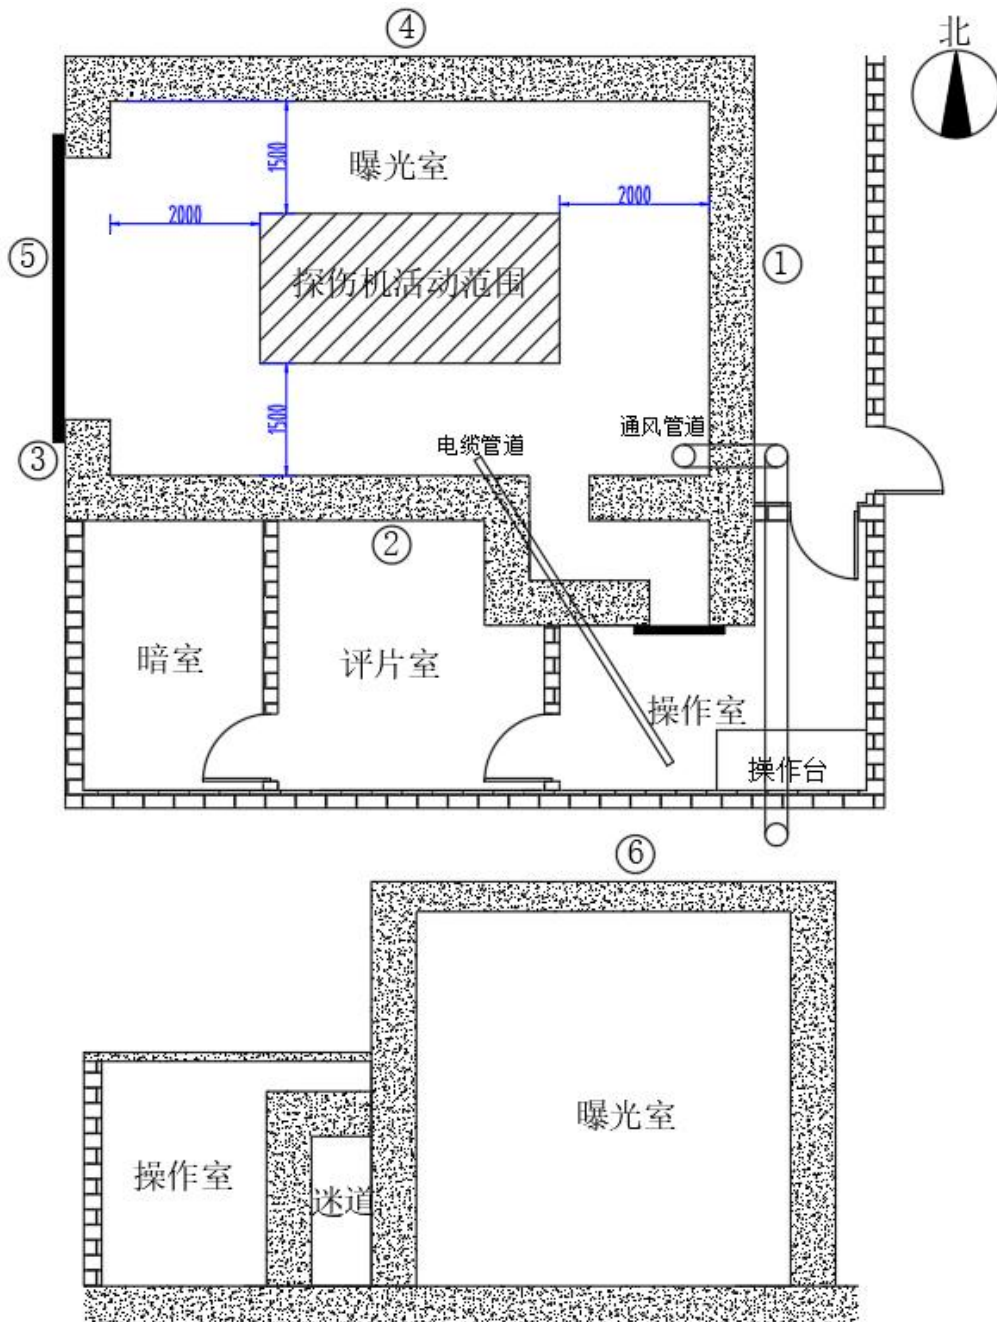 ④
北
1500
曝光室
2000
2000
⑤
探伤机活动范围
①
1500
电缆管道
通风管道
③
②
暗室
评片室
操作室
操作台
⑥
曝光室
操作室
迷道